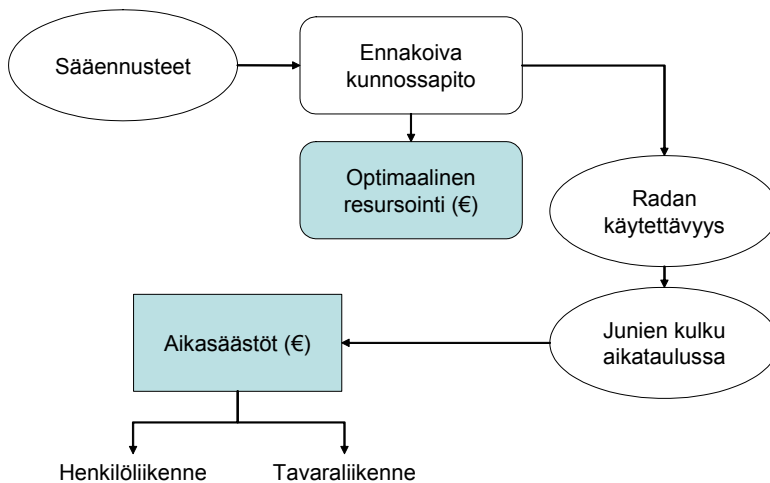 Sääennusteet
Ennakoiva
kunnossapito
Optimaalinen
resursointi (€)
Radan
käytettävyys
Junien kulku
aikataulussa
Aikasäästöt (€)
Henkilöliikenne
Tavaraliikenne